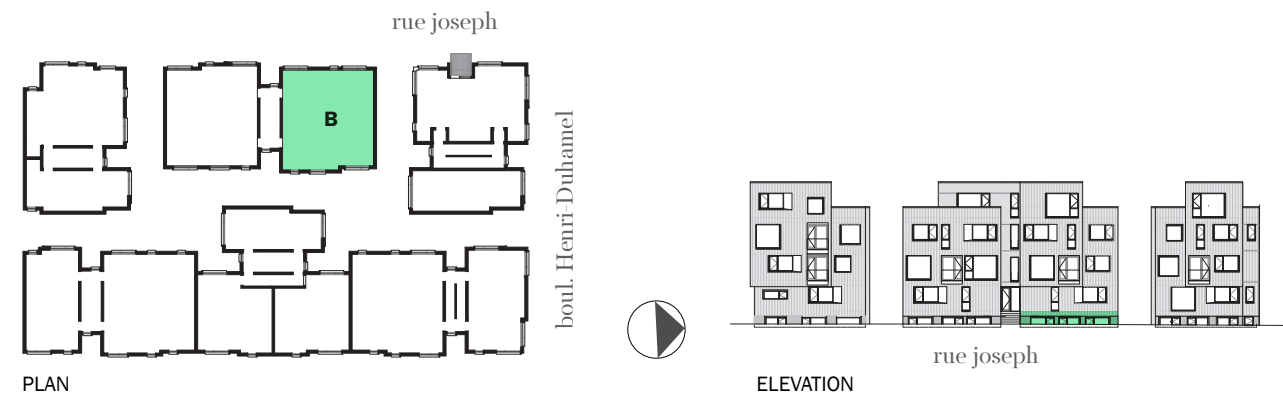 rue joseph
B
boul. Henri-Duhamel
PLAN
rue joseph
ELEVATION